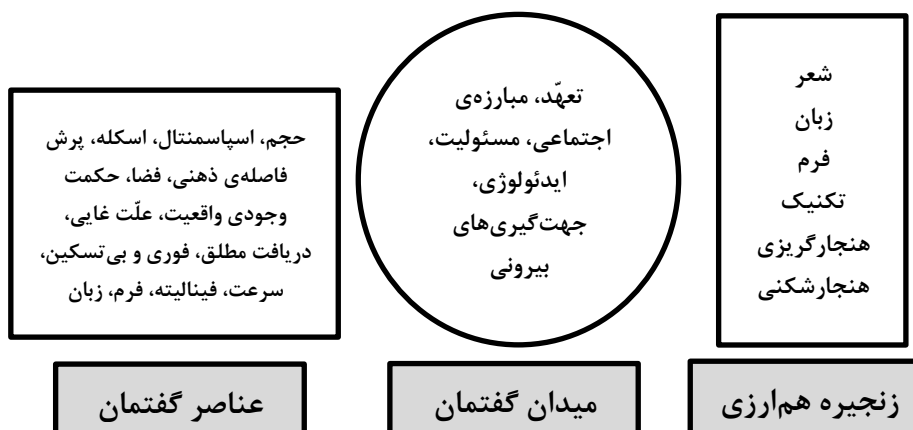 شعر
زبان
فرم
تکنیک
هنجارگریزی
هنجارشکنی
زنجیره هم‌ارزی
تعهّد، مبارزه‌ی
اجتماعی، مسئولیت،
ایدئولوژی،
جهت‌گیری‌های
بیرونی
میدان گفتمان
حجم، اسپاسمنتال، اسکله، پرش
فاصله‌ی ذهنی، فضا، حکمت
وجودی واقعیت، علّت غایی،
دریافت مطلق، فوری و بی‌تسکین،
سرعت، فینالیته، فرم، زبان
عناصر گفتمان